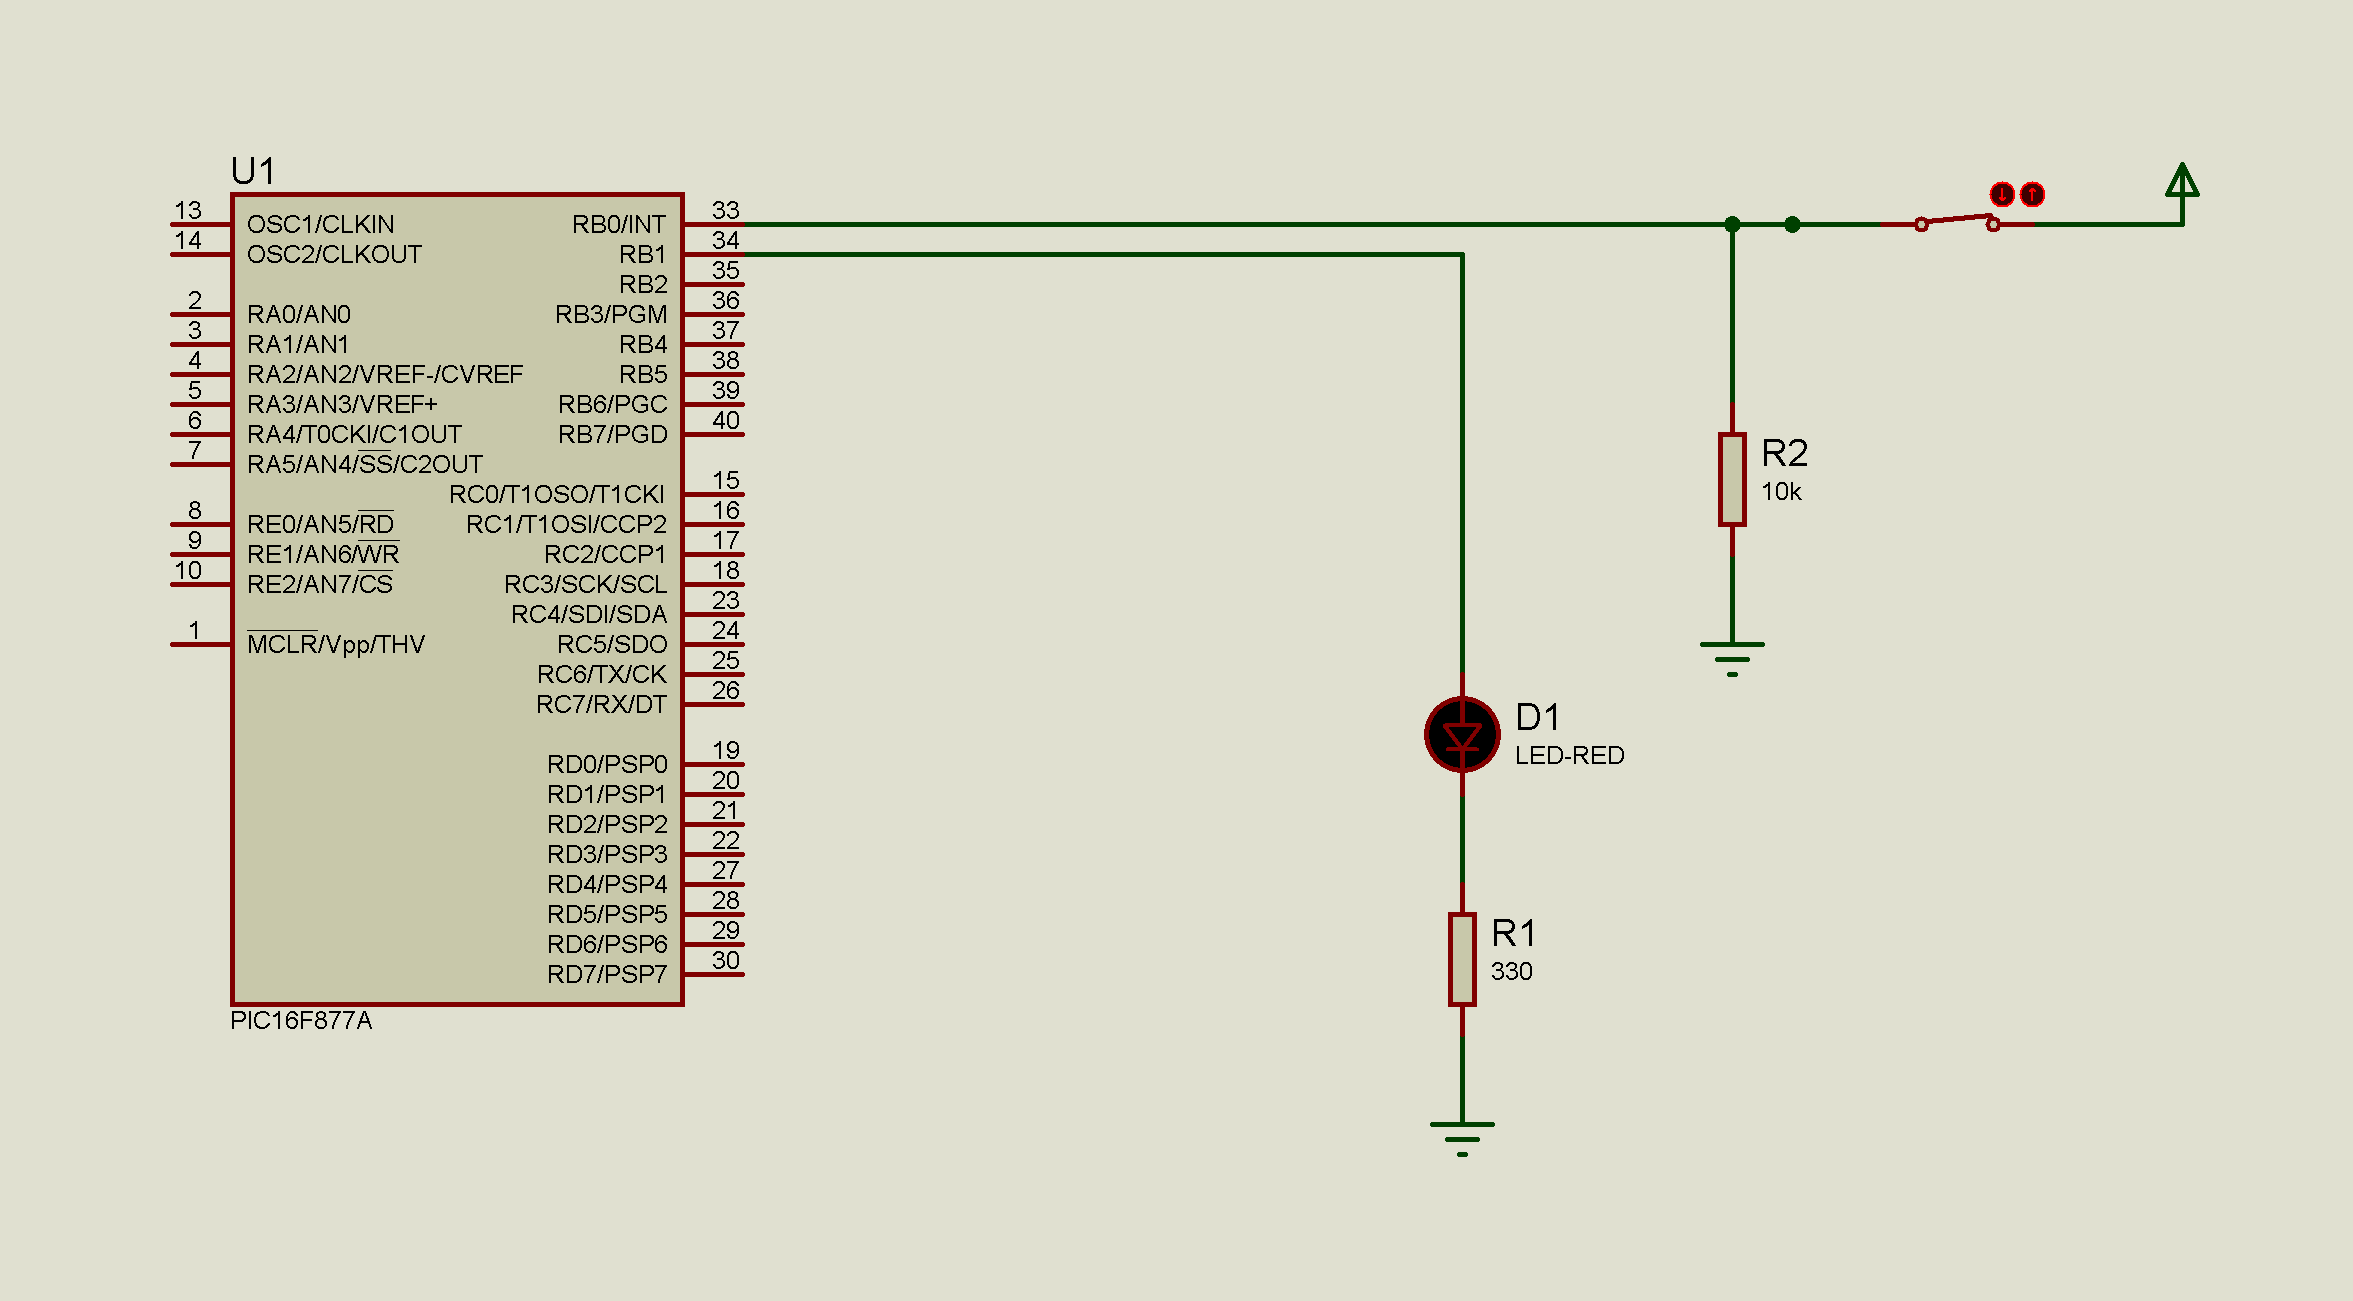 U1
13
OSC1/CLKIN
14
OSC2/CLKOUT
2
RA0/AN0
3
RA1/AN1
4
RA2/AN2/VREF-/CVREF
5
RA3/AN3/VREF+
6
RA4/T0CKI/C1OUT
7
RA5/AN4/SS/C2OUT
8
RE0/AN5/RD
9
RE1/AN6/WR
10
RE2/AN7/CS
1
MCLR/Vpp/THV
RB0/INT
33
RB1
34
RB2
35
RB3/PGM
36
RB4
37
RB5
38
RB6/PGC
39
RB7/PGD
40
RC0/T1OSO/T1CKI
15
RC1/T1OSI/CCP2
16
RC2/CCP1
17
RC3/SCK/SCL
18
RC4/SDI/SDA
23
RC5/SDO
24
RC6/TX/CK
25
RC7/RX/DT
26
RD0/PSP0
19
RD1/PSP1
20
RD2/PSP2
21
RD3/PSP3
22
RD4/PSP4
27
RD5/PSP5
28
RD6/PSP6
29
RD7/PSP7
30
PIC16F877A
D1
LED-RED
R1
330
R2
10k